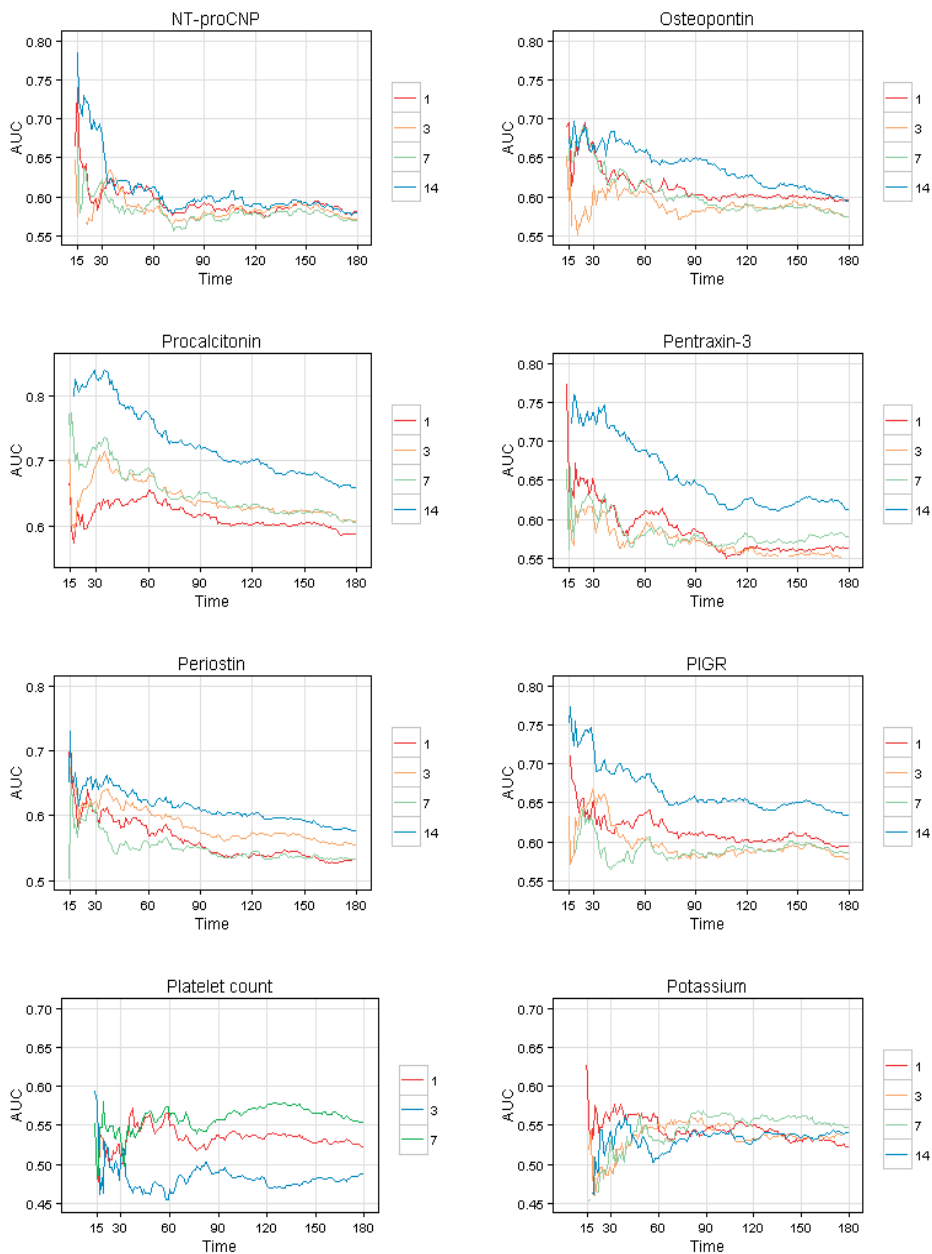 NT-proCNP
0.80
0.75
0.70
0.65
0.60
0.55
AUC
15 30 60 90 120 150 180
Time
1
3
7
14
Osteopontin
0.80
0.75
0.70
0.65
0.60
0.55
AUC
15 30 60 90 120 150 180
Time
1
3
7
14
Procalcitonin
0.8
0.7
0.6
AUC
15 30 60 90 120 150 180
Time
1
3
7
14
Pentraxin-3
0.80
0.75
0.70
0.65
0.60
0.55
AUC
15 30 60 90 120 150 180
Time
1
3
7
14
Periostin
0.8
0.7
0.6
0.5
AUC
15 30 60 90 120 150 180
Time
1
3
7
14
PIGR
0.80
0.75
0.70
0.65
0.60
0.55
AUC
15 30 60 90 120 150 180
Time
1
3
7
14
Platelet count
0.70
0.65
0.60
0.55
0.50
0.45
AUC
15 30 60 90 120 150 180
Time
1
3
7
Potassium
0.70
0.65
0.60
0.55
0.50
0.45
AUC
15 30 60 90 120 150 180
Time
1
3
7
14